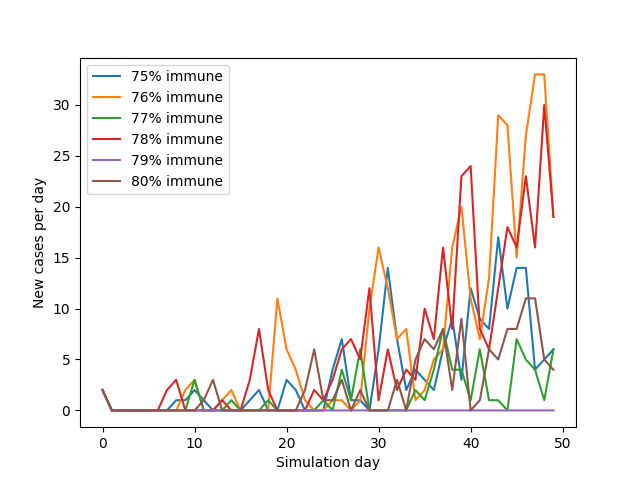 75% immune
76% immune
77% immune
78% immune
79% immune
80% immune
New cases per day
30
25
20
15
10
5
0
0 10 20 30 40 50
Simulation day